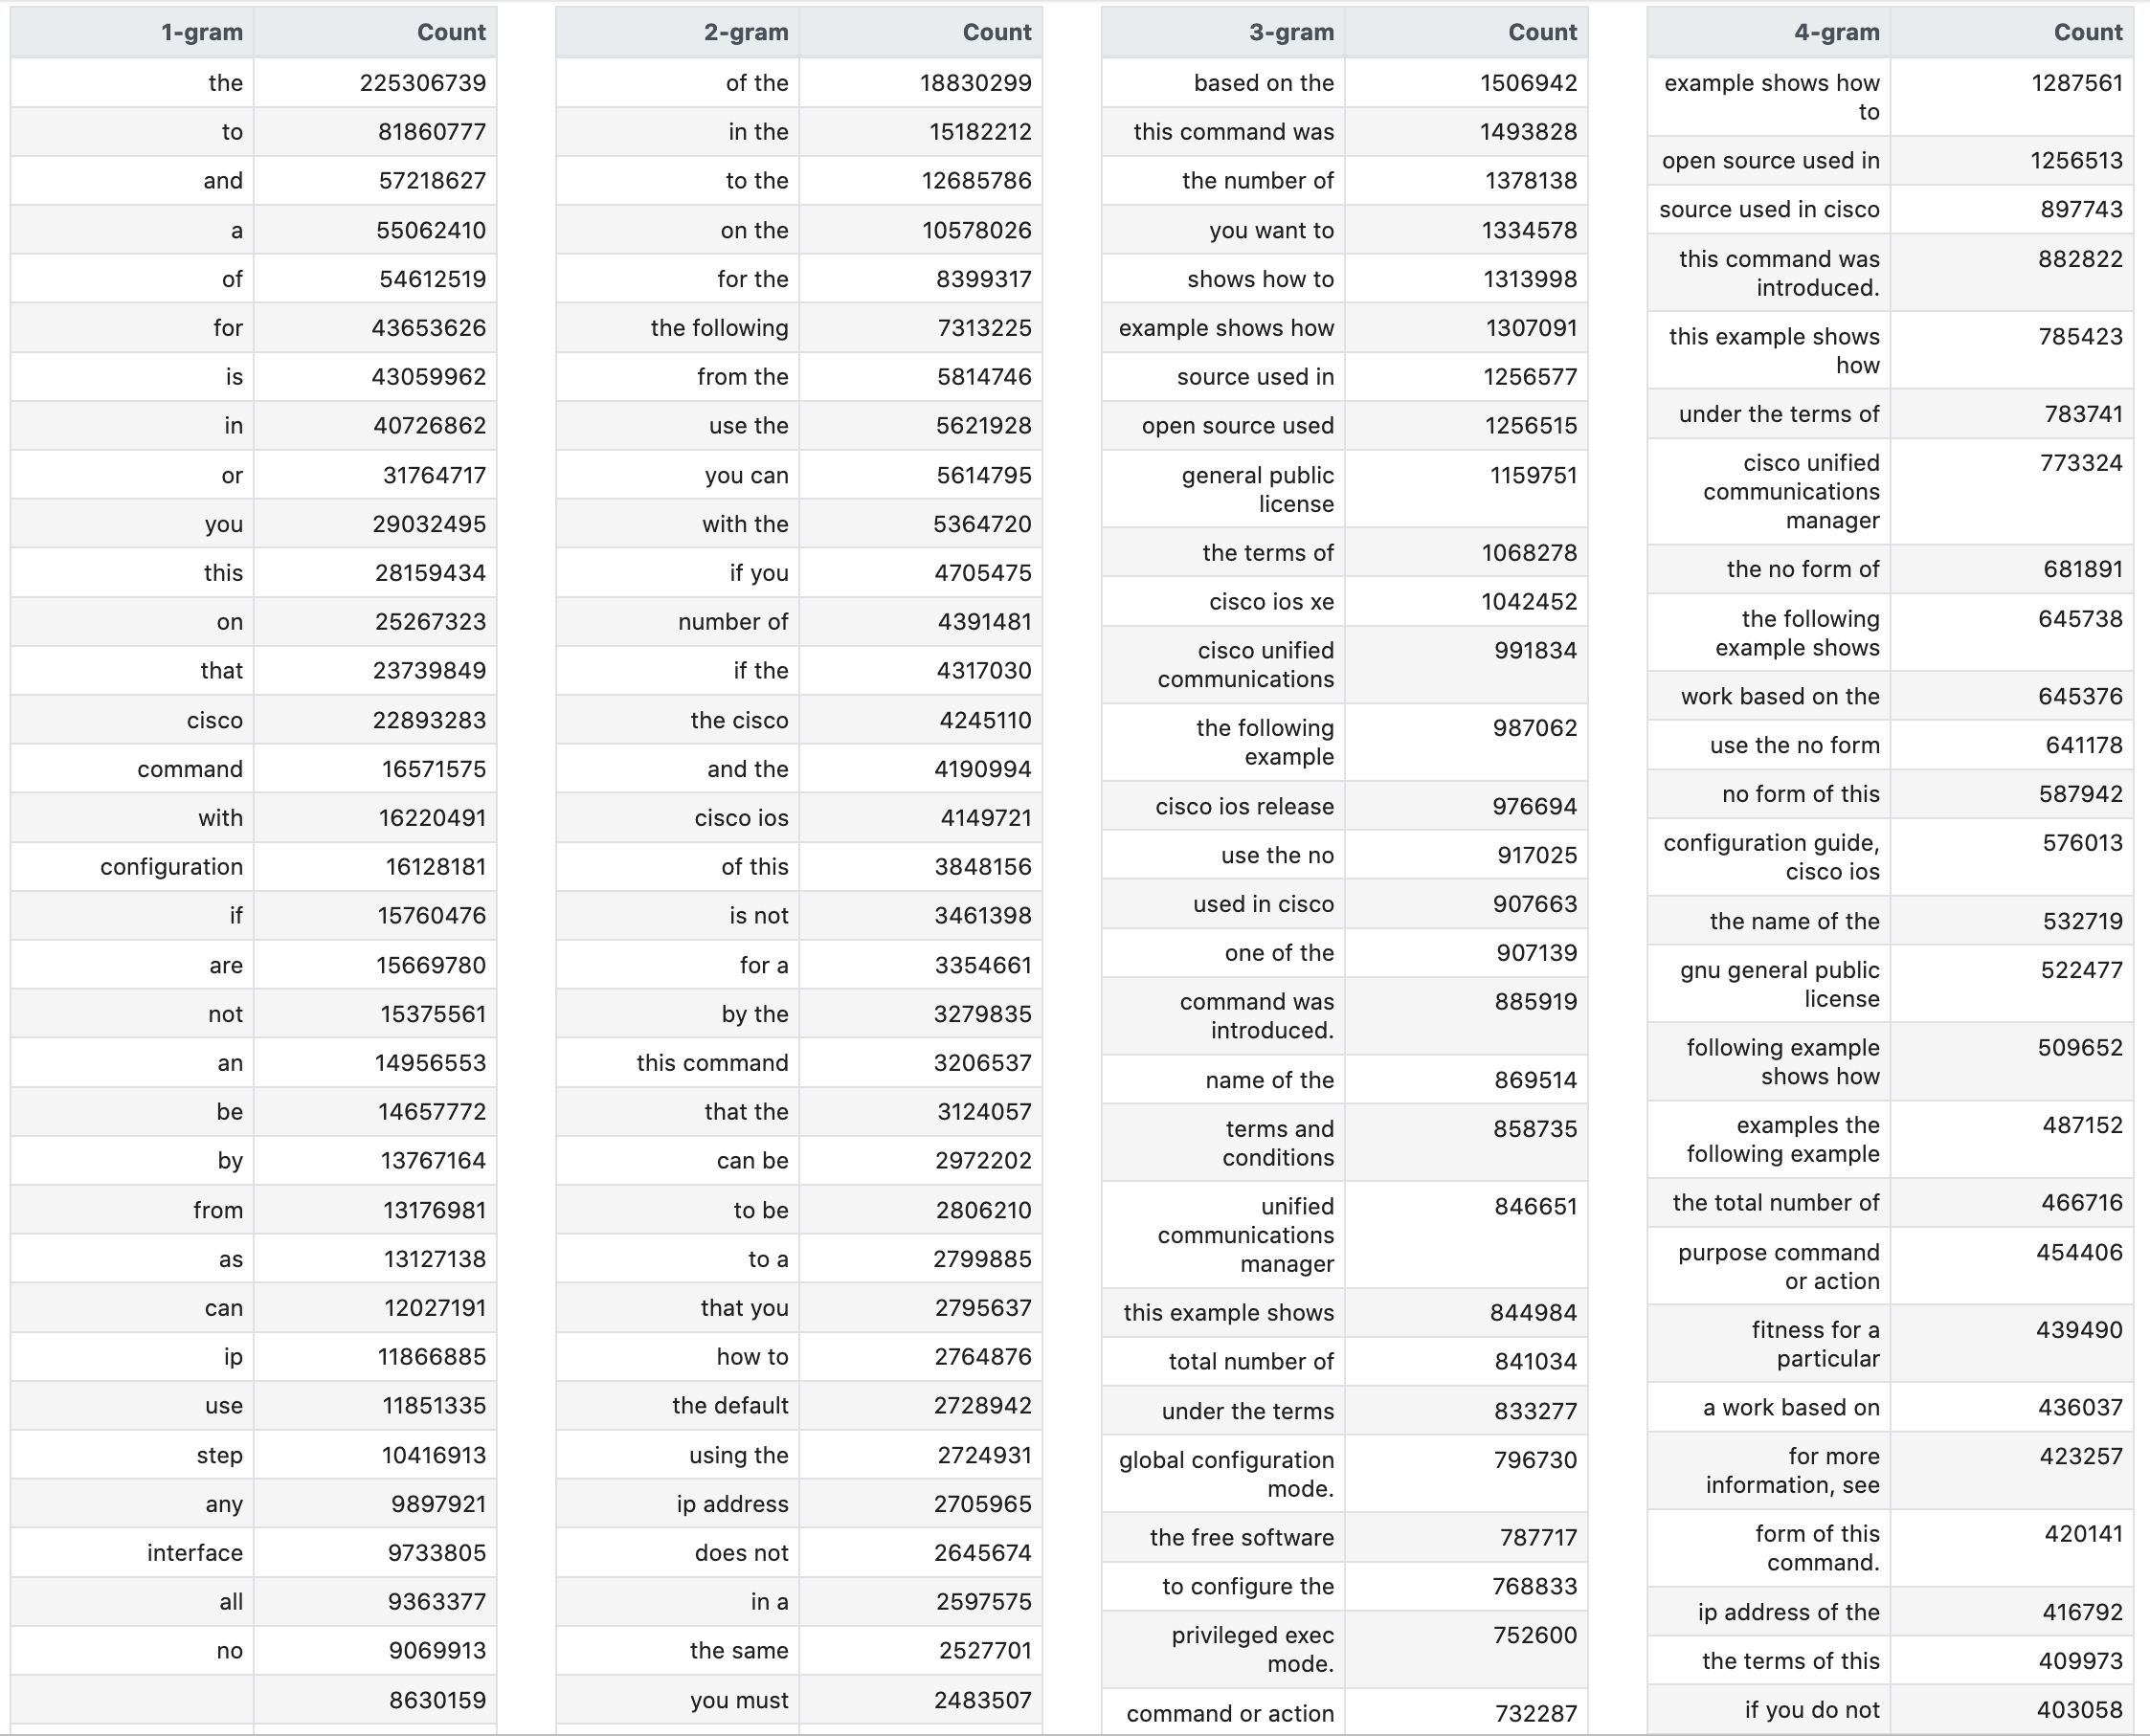 1-gram Count
the 225306739
to 81860777
and 57218627
a 55062410
of 54612519
for 43653626
is 43059962
in 40726862
or 31764717
you 29032495
this 28159434
on 25267323
that 23739849
cisco 22893283
command 16571575
with 16220491
configuration 16128181
if 15760476
are 15669780
not 15375561
an 14956553
be 14657772
by 13767164
from 13176981
as 13127138
can 12027191
ip 11866885
use 11851335
step 10416913
any 9897921
interface 9733805
all 9363377
no 9069913
8630159
2-gram Count
of the 18830299
in the 15182212
to the 12685786
on the 10578026
for the 8399317
the following 7313225
from the 5814746
use the 5621928
you can 5614795
with the 5364720
if you 4705475
number of 4391481
if the 4317030
the cisco 4245110
and the 4190994
cisco ios 4149721
of this 3848156
is not 3461398
for a 3354661
by the 3279835
this command 3206537
that the 3124057
can be 2972202
to be 2806210
to a 2799885
that you 2795637
how to 2764876
the default 2728942
using the 2724931
ip address 2705965
does not 2645674
in a 2597575
the same 2527701
you must 2483507
3-gram Count
based on the 1506942
this command was 1493828
the number of 1378138
you want to 1334578
shows how to 1313998
example shows how 1307091
source used in 1256577
open source used 1256515
general public 1159751
license
the terms of 1068278
cisco ios xe 1042452
cisco unified 991834
communications
the following 987062
example
cisco ios release 976694
use the no 917025
used in cisco 907663
one of the 907139
command was 885919
introduced.
name of the 869514
terms and 858735
conditions
unified 846651
communications
manager
this example shows 844984
total number of 841034
under the terms 833277
global configuration 796730
mode.
the free software 787717
to configure the 768833
privileged exec 752600
mode.
command or action 732287
4-gram Count
example shows how 1287561
to
open source used in 1256513
source used in cisco 897743
this command was 882822
introduced.
this example shows 785423
how
under the terms of 783741
cisco unified 773324
communications
manager
the no form of 681891
the following 645738
example shows
work based on the 645376
use the no form 641178
no form of this 587942
configuration guide, 576013
cisco ios
the name of the 532719
gnu general public 522477
license
following example 509652
shows how
examples the 487152
following example
the total number of 466716
purpose command 454406
or action
fitness for a 439490
particular
a work based on 436037
for more 423257
information, see
form of this 420141
command.
ip address of the 416792
the terms of this 409973
if you do not 403058